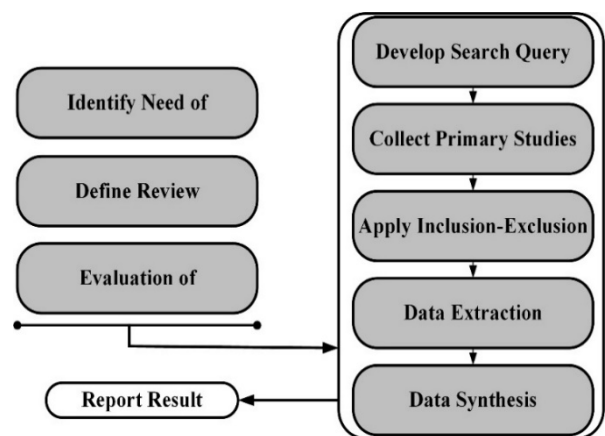 Identify Need of
Define Review
Evaluation of
Develop Search Query
Collect Primary Studies
Apply Inclusion-Exclusion
Data Extraction
Data Synthesis
Report Result